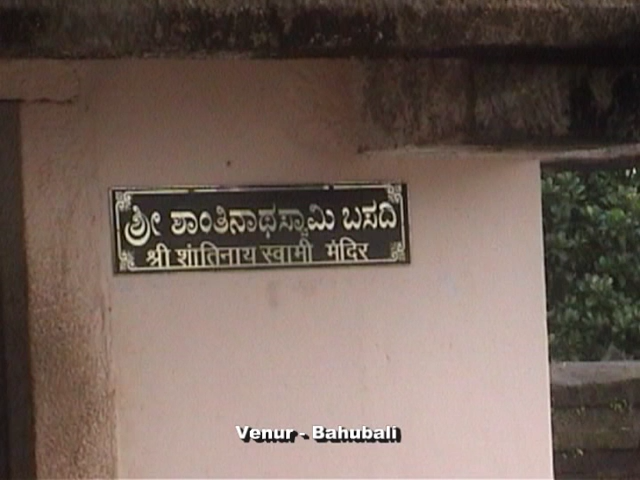 ಶ್ರೀ ಶಾಂತಿನಾಥಸ್ವಾಮಿ ಬಸದಿ
श्री शांतिनाय स्वामी मंदिर
Venur - Bahubali